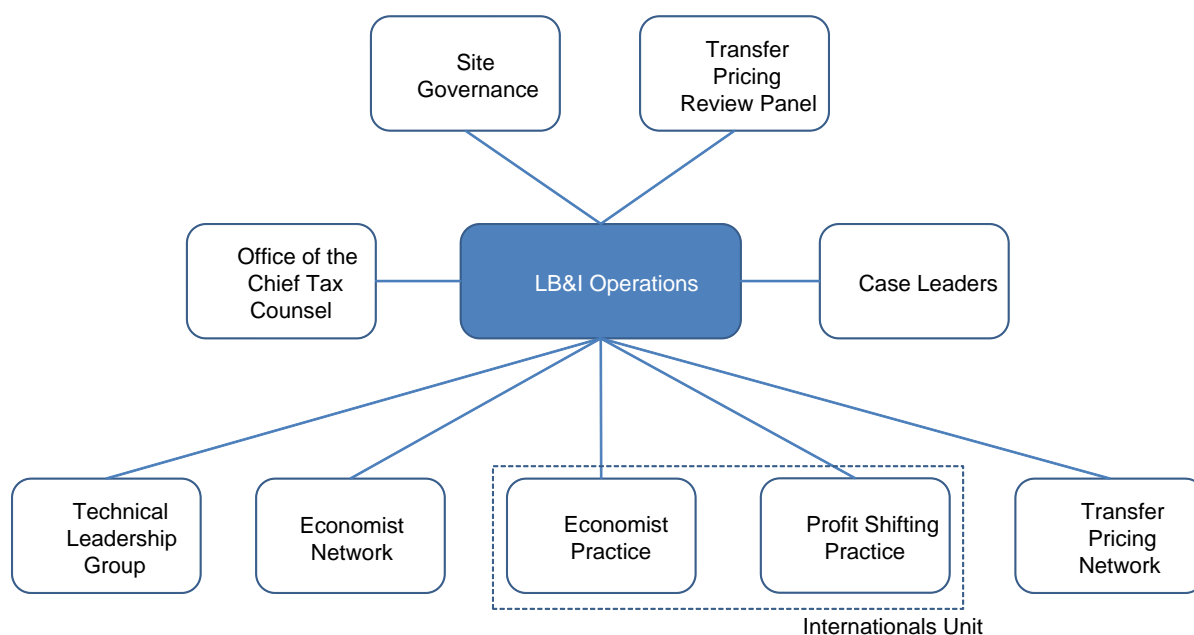 Site
Governance
Transfer
Pricing
Review Panel
Office of the
Chief Tax
Counsel
LB&I Operations
Case Leaders
Technical
Leadership
Group
Economist
Network
Economist
Practice
Profit Shifting
Practice
Transfer
Pricing
Network
Internationals Unit